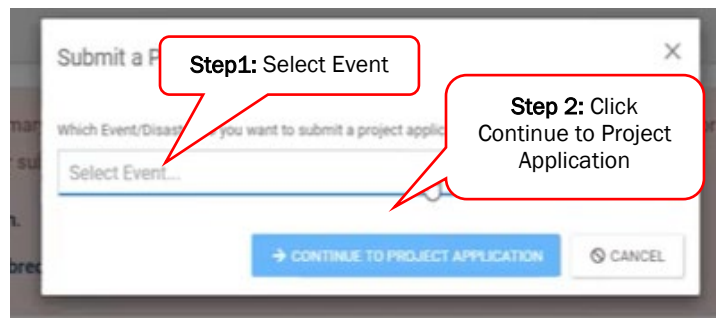 Submit a P
Step1: Select Event
Step 2: Click
Continue to Project
Application
Which Event/Disast you want to submit a project applic
Select Event...
→ CONTINUE TO PROJECT APPLICATION
CANCEL